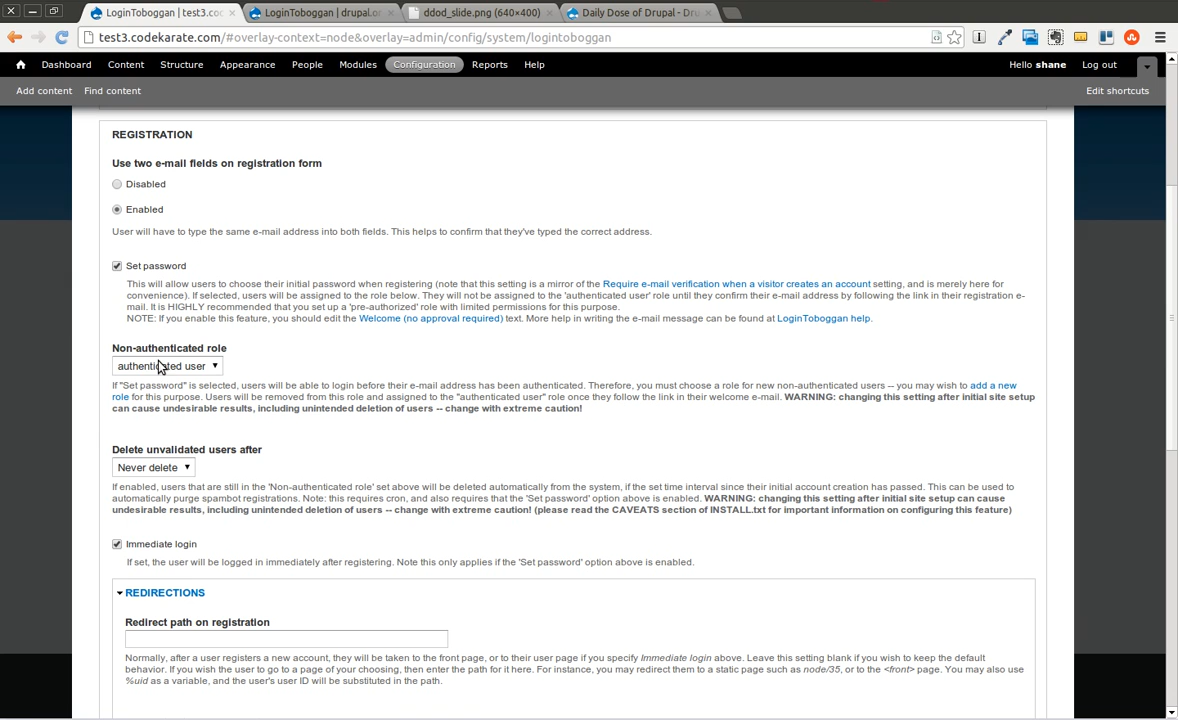 LoginToboggan | test3.co
LoginToboggan | drupal.o
ddod_slide.png (640×400)
Daily Dose of Drupal - Dru
test3.codekarate.com/#overlay-context=node&overlay=admin/config/system/logintoboggan
Dashboard Content Structure Appearance People Modules Configuration Reports Help Hello shane Log out
Add content Find content Edit shortcuts
REGISTRATION
Use two e-mail fields on registration form
Disabled
Enabled
User will have to type the same e-mail address into both fields. This helps to confirm that they've typed the correct address.
Set password
This will allow users to choose their initial password when registering (note that this setting is a mirror of the Require e-mail verification when a visitor creates an account setting, and is merely here for
convenience). If selected, users will be assigned to the role below. They will not be assigned to the 'authenticated user' role until they confirm their e-mail address by following the link in their registration e-
mail. It is HIGHLY recommended that you set up a 'pre-authorized' role with limited permissions for this purpose.
NOTE: If you enable this feature, you should edit the Welcome (no approval required) text. More help in writing the e-mail message can be found at LoginToboggan help.
Non-authenticated role
authenticated user
If "Set password" is selected, users will be able to login before their e-mail address has been authenticated. Therefore, you must choose a role for new non-authenticated users -- you may wish to add a new
role for this purpose. Users will be removed from this role and assigned to the "authenticated user" role once they follow the link in their welcome e-mail. WARNING: changing this setting after initial site setup
can cause undesirable results, including unintended deletion of users -- change with extreme caution!
Delete unvalidated users after
Never delete
If enabled, users that are still in the 'Non-authenticated role' set above will be deleted automatically from the system, if the set time interval since their initial account creation has passed. This can be used to
automatically purge spambot registrations. Note: this requires cron, and also requires that the 'Set password' option above is enabled. WARNING: changing this setting after initial site setup can cause
undesirable results, including unintended deletion of users -- change with extreme caution! (please read the CAVEATS section of INSTALL.txt for important information on configuring this feature)
Immediate login
If set, the user will be logged in immediately after registering. Note this only applies if the 'Set password' option above is enabled.
REDIRECTIONS
Redirect path on registration
Normally, after a user registers a new account, they will be taken to the front page, or to their user page if you specify Immediate login above. Leave this setting blank if you wish to keep the default
behavior. If you wish the user to go to a page of your choosing, then enter the path for it here. For instance, you may redirect them to a static page such as node/35, or to the <front> page. You may also use
%uid as a variable, and the user's user ID will be substituted in the path.